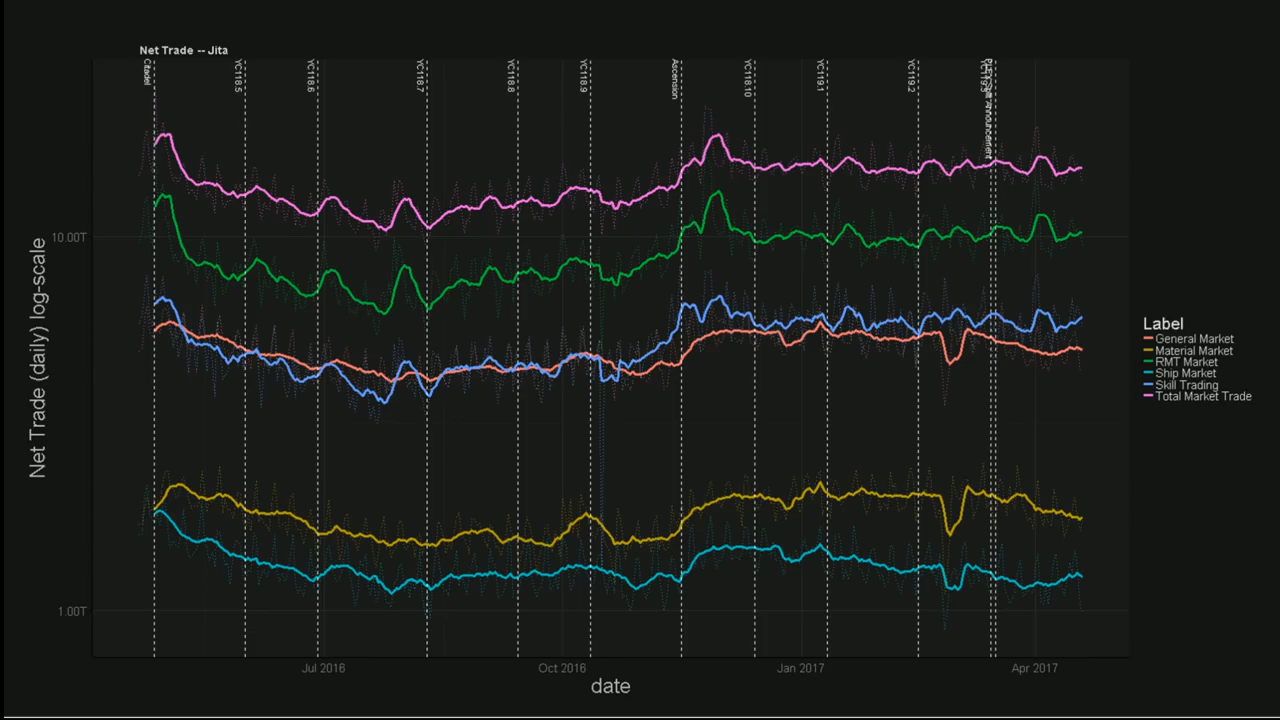 Net Trade -- Jita
Citadel
YC118.5
YC118.6
YC118.7
YC118.8
YC118.9
Ascension
YC118.10
YC119.1
YC119.2
Announcement
Net Trade (daily) log-scale
10.00T
1.00T
Jul 2016
Oct 2016
Jan 2017
Apr 2017
date
Label
General Market
Material Market
RMT Market
Ship Market
Skill Trading
Total Market Trade